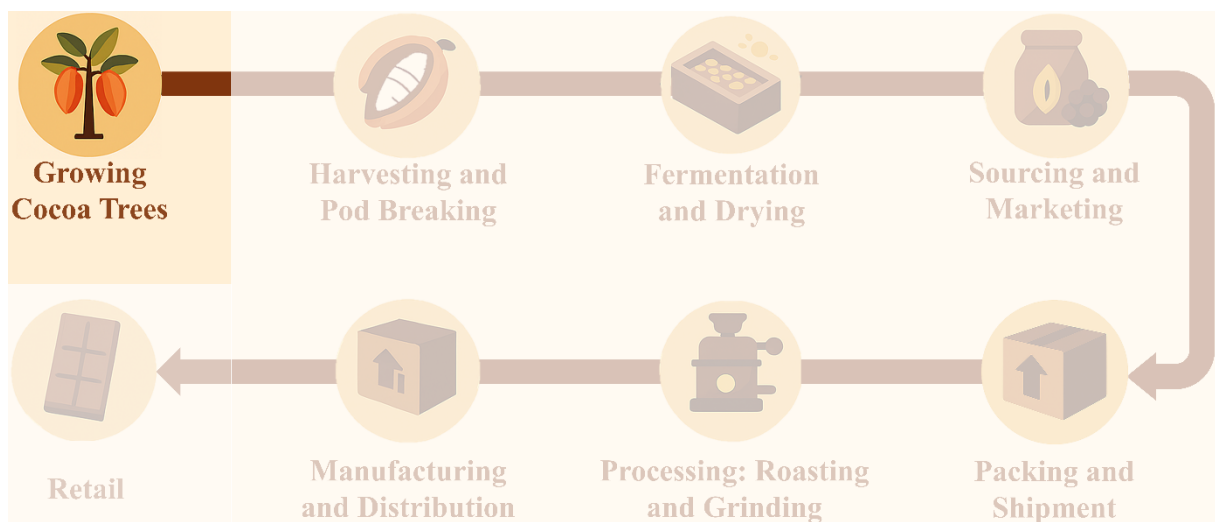 Growing
Cocoa Trees
Harvesting and
Pod Breaking
Fermentation
and Drying
Sourcing and
Marketing
Retail
Manufacturing
and Distribution
Processing: Roasting
and Grinding
Packing and
Shipment